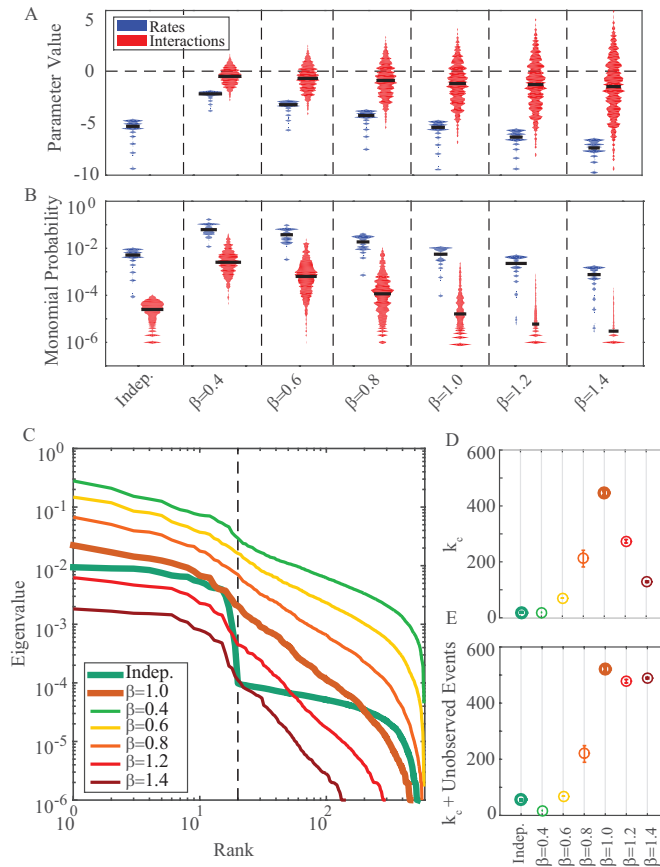 A
Rates
Interactions
Parameter Value
5
0
-5
-10
B
Monomial Probability
10^0
10^-2
10^-4
10^-6
Indep.
β=0.4
β=0.6
β=0.8
β=1.0
β=1.2
β=1.4
C
Eigenvalue
10^0
10^-1
10^-2
10^-3
10^-4
10^-5
10^-6
Indep.
β=1.0
β=0.4
β=0.6
β=0.8
β=1.2
β=1.4
10^0
10^1
10^2
Rank
D
k_c
600
400
200
0
E
k_c + Unobserved Events
600
400
200
0
Indep.
β=0.4
β=0.6
β=0.8
β=1.0
β=1.2
β=1.4